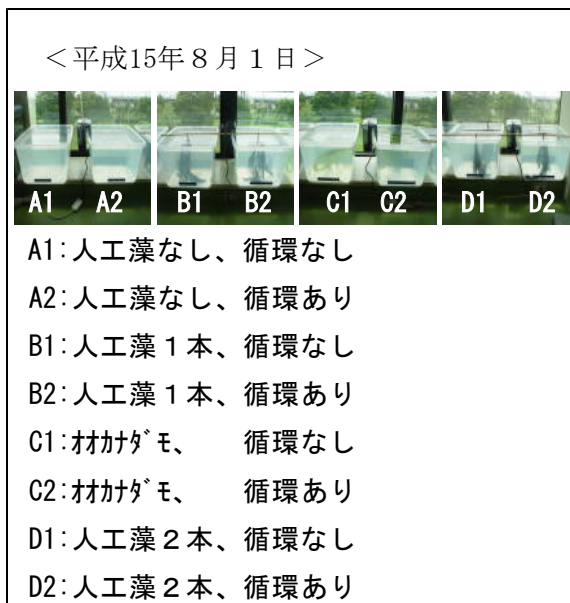 ＜平成15年８月１日＞
A1 A2 B1 B2 C1 C2 D1 D2
A1:人工藻なし、循環なし
A2:人工藻なし、循環あり
B1:人工藻１本、循環なし
B2:人工藻１本、循環あり
C1:ｵｵｶﾅﾀﾞﾓ、　循環なし
C2:ｵｵｶﾅﾀﾞﾓ、　循環あり
D1:人工藻２本、循環なし
D2:人工藻２本、循環あり